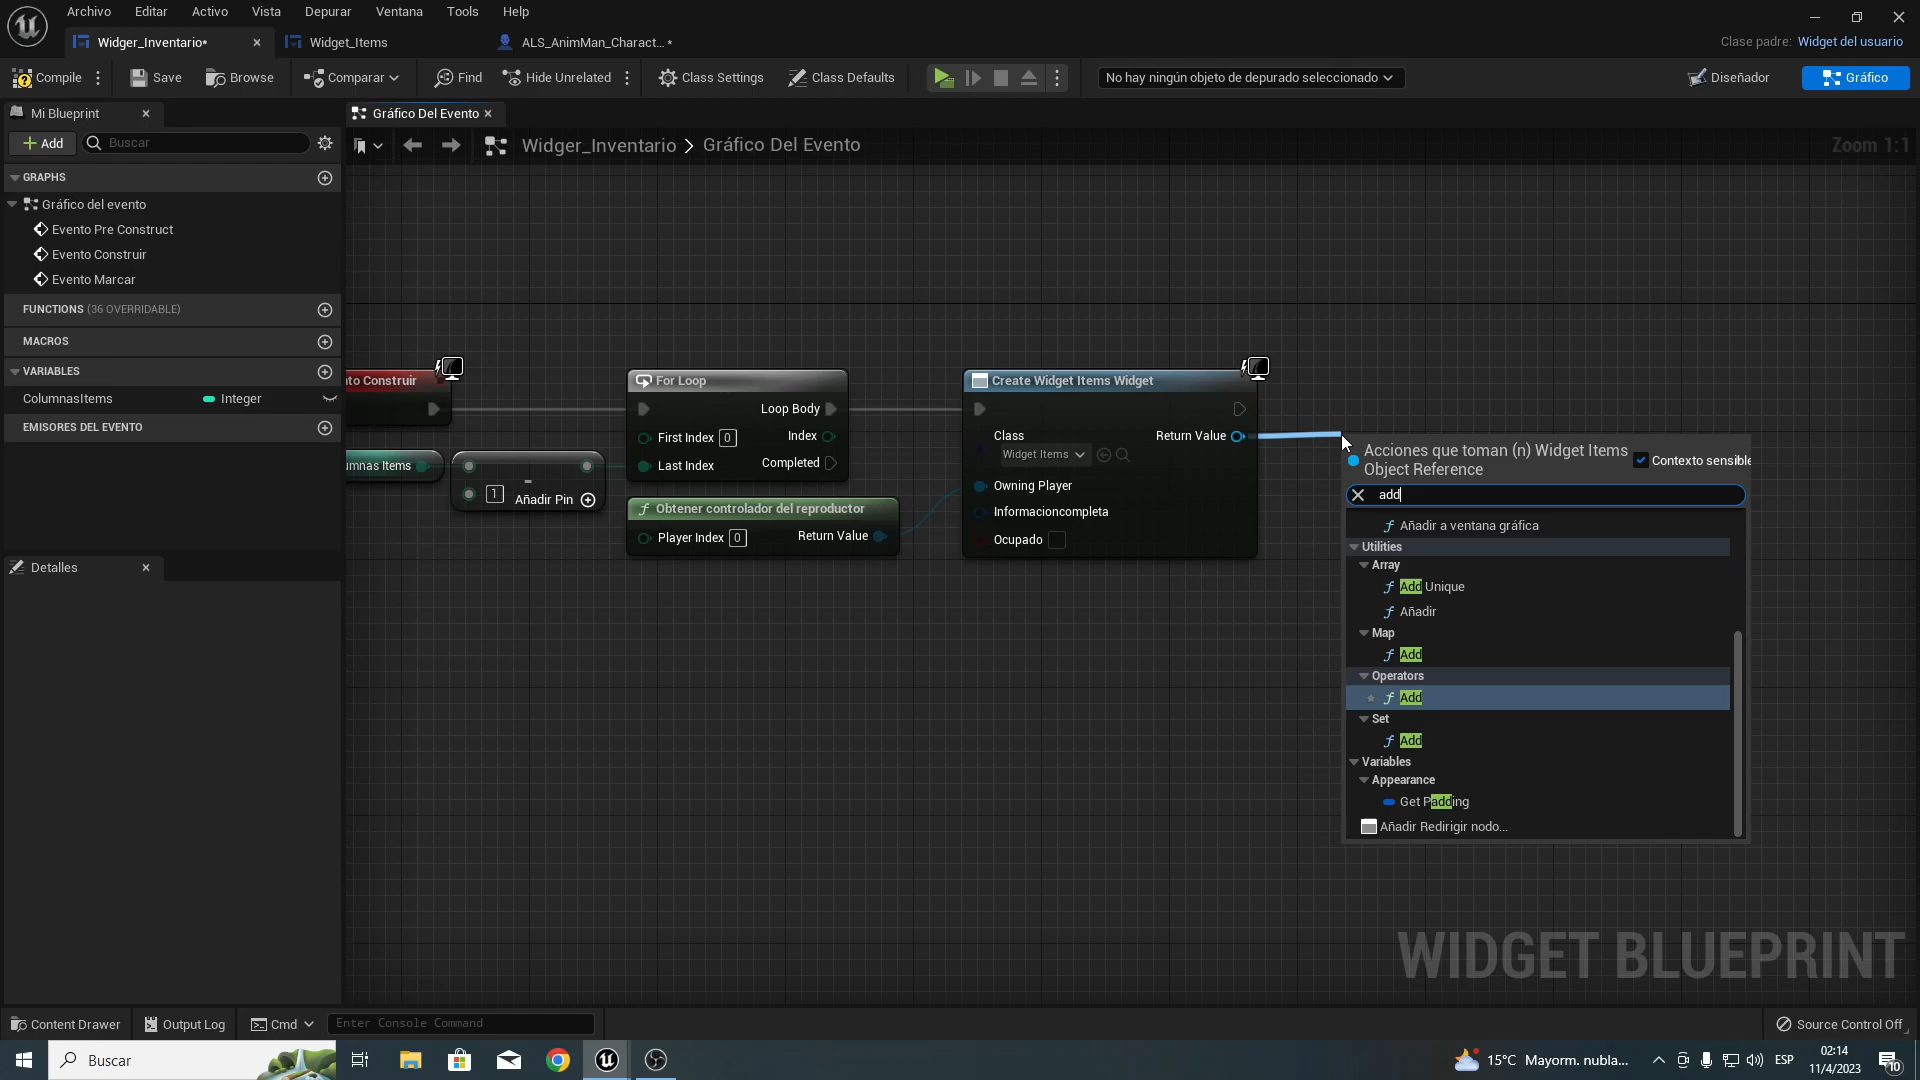 Archivo Editar Activo Vista Depurar Ventana Tools Help
Widger_Inventario* Widget_Items ALS_AnimMan_Charact... *
Clase padre: Widget del usuario
Compile Save Browse Comparar Find Hide Unrelated Class Settings Class Defaults No hay ningún objeto de depurado seleccionado Diseñador Gráfico
Mi Blueprint
Gráfico Del Evento
Add Buscar
Widger_Inventario > Gráfico Del Evento
Zoom 1:1
GRAPHS
Gráfico del evento
Evento Pre Construct
Evento Construir
Evento Marcar
FUNCTIONS (36 OVERRIDABLE)
MACROS
VARIABLES
ColumnasItems Integer
EMISORES DEL EVENTO
Detalles
nto Construir
umnas Items
1
-
Añadir Pin
For Loop
Loop Body
First Index 0
Index
Last Index
Completed
Obtener controlador del reproductor
Player Index 0
Return Value
Create Widget Items Widget
Class
Widget Items
Return Value
Owning Player
Informacioncompleta
Ocupado
Acciones que toman (n) Widget Items
Object Reference
Contexto sensible
add
Añadir a ventana gráfica
Utilities
Array
Add Unique
Añadir
Map
Add
Operators
Add
Set
Add
Variables
Appearance
Get Padding
Añadir Redirigir nodo...
WIDGET BLUEPRINT
Content Drawer Output Log Cmd Enter Console Command Source Control Off
Buscar
15°C Mayorm. nubla...
ESP
02:14
11/4/2023
10